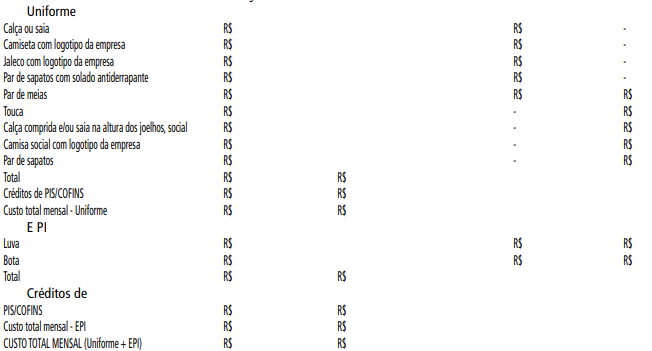 Uniforme
Calça ou saia R$ R$ -
Camiseta com logotipo da empresa R$ R$ -
Jaleco com logotipo da empresa R$ R$ -
Par de sapatos com solado antiderrapante R$ R$ -
Par de meias R$ R$ R$
Touca R$ - R$
Calça comprida e/ou saia na altura dos joelhos, social R$ - R$
Camisa social com logotipo da empresa R$ - R$
Par de sapatos R$ - R$
Total R$ R$
Créditos de PIS/COFINS R$ R$
Custo total mensal - Uniforme R$ R$
E PI
Luva R$ R$ R$
Bota R$ R$ R$
Total R$ R$
Créditos de
PIS/COFINS R$ R$
Custo total mensal - EPI R$ R$
CUSTO TOTAL MENSAL (Uniforme + EPI) R$ R$